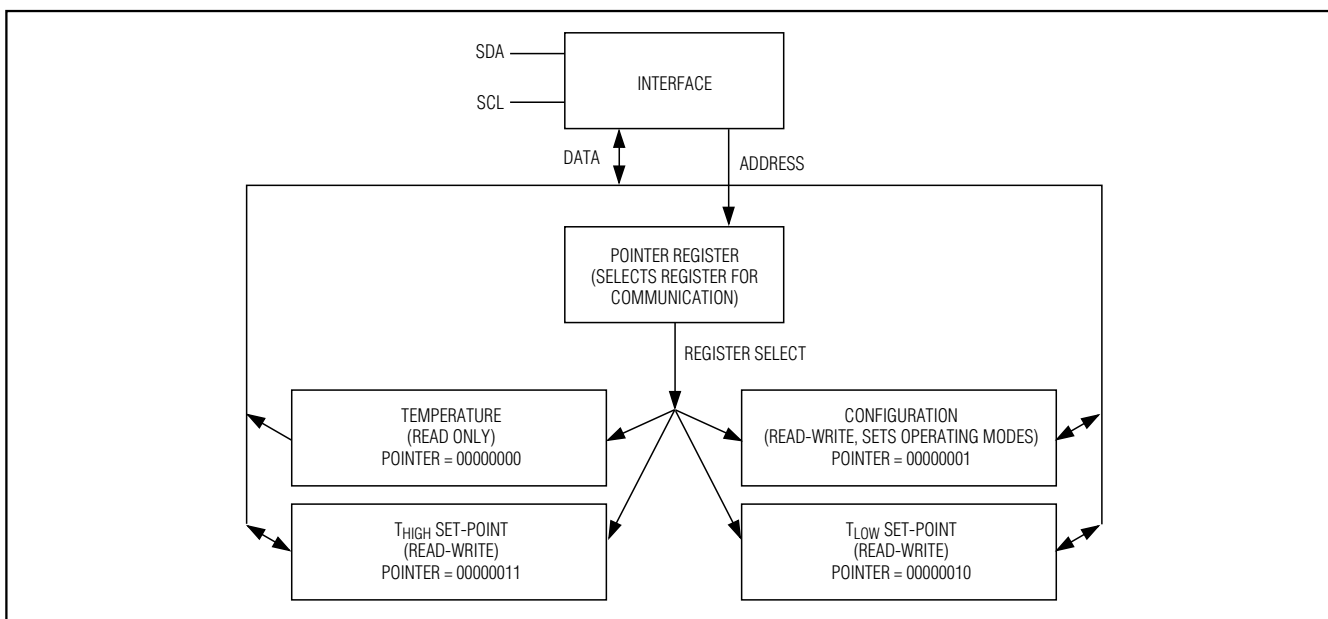 SDA
INTERFACE
SCL
DATA
ADDRESS
POINTER REGISTER
(SELECTS REGISTER FOR
COMMUNICATION)
REGISTER SELECT
TEMPERATURE
(READ ONLY)
POINTER = 00000000
CONFIGURATION
(READ-WRITE, SETS OPERATING MODES)
POINTER = 00000001
THIGH SET-POINT
(READ-WRITE)
POINTER = 00000011
TLOW SET-POINT
(READ-WRITE)
POINTER = 00000010